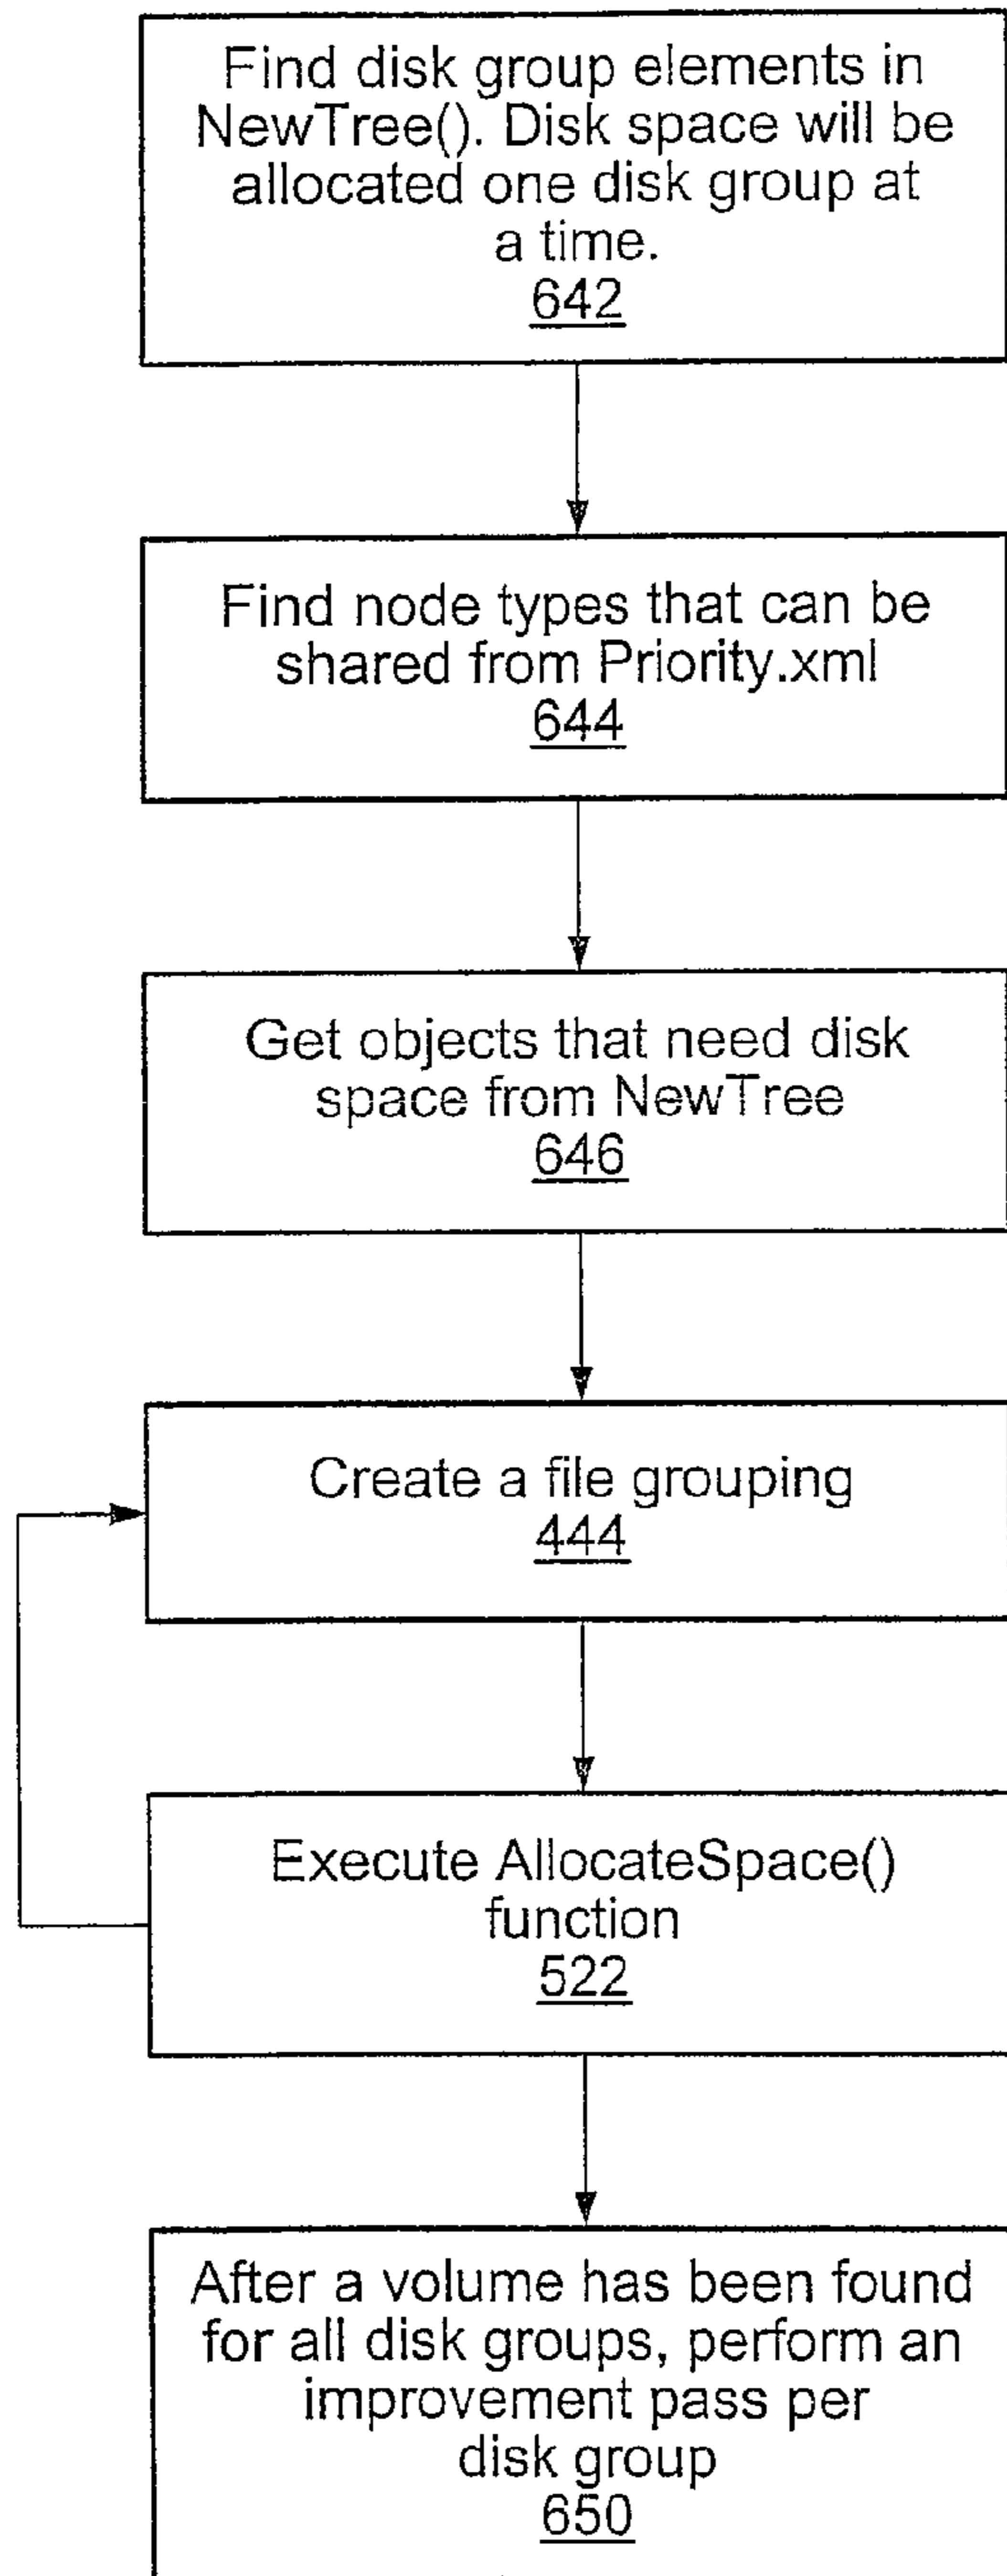 Find disk group elements in
NewTree(). Disk space will be
allocated one disk group at
a time.
642
Find node types that can be
shared from Priority.xml
644
Get objects that need disk
space from NewTree
646
Create a file grouping
444
Execute AllocateSpace()
function
522
After a volume has been found
for all disk groups, perform an
improvement pass per
disk group
650